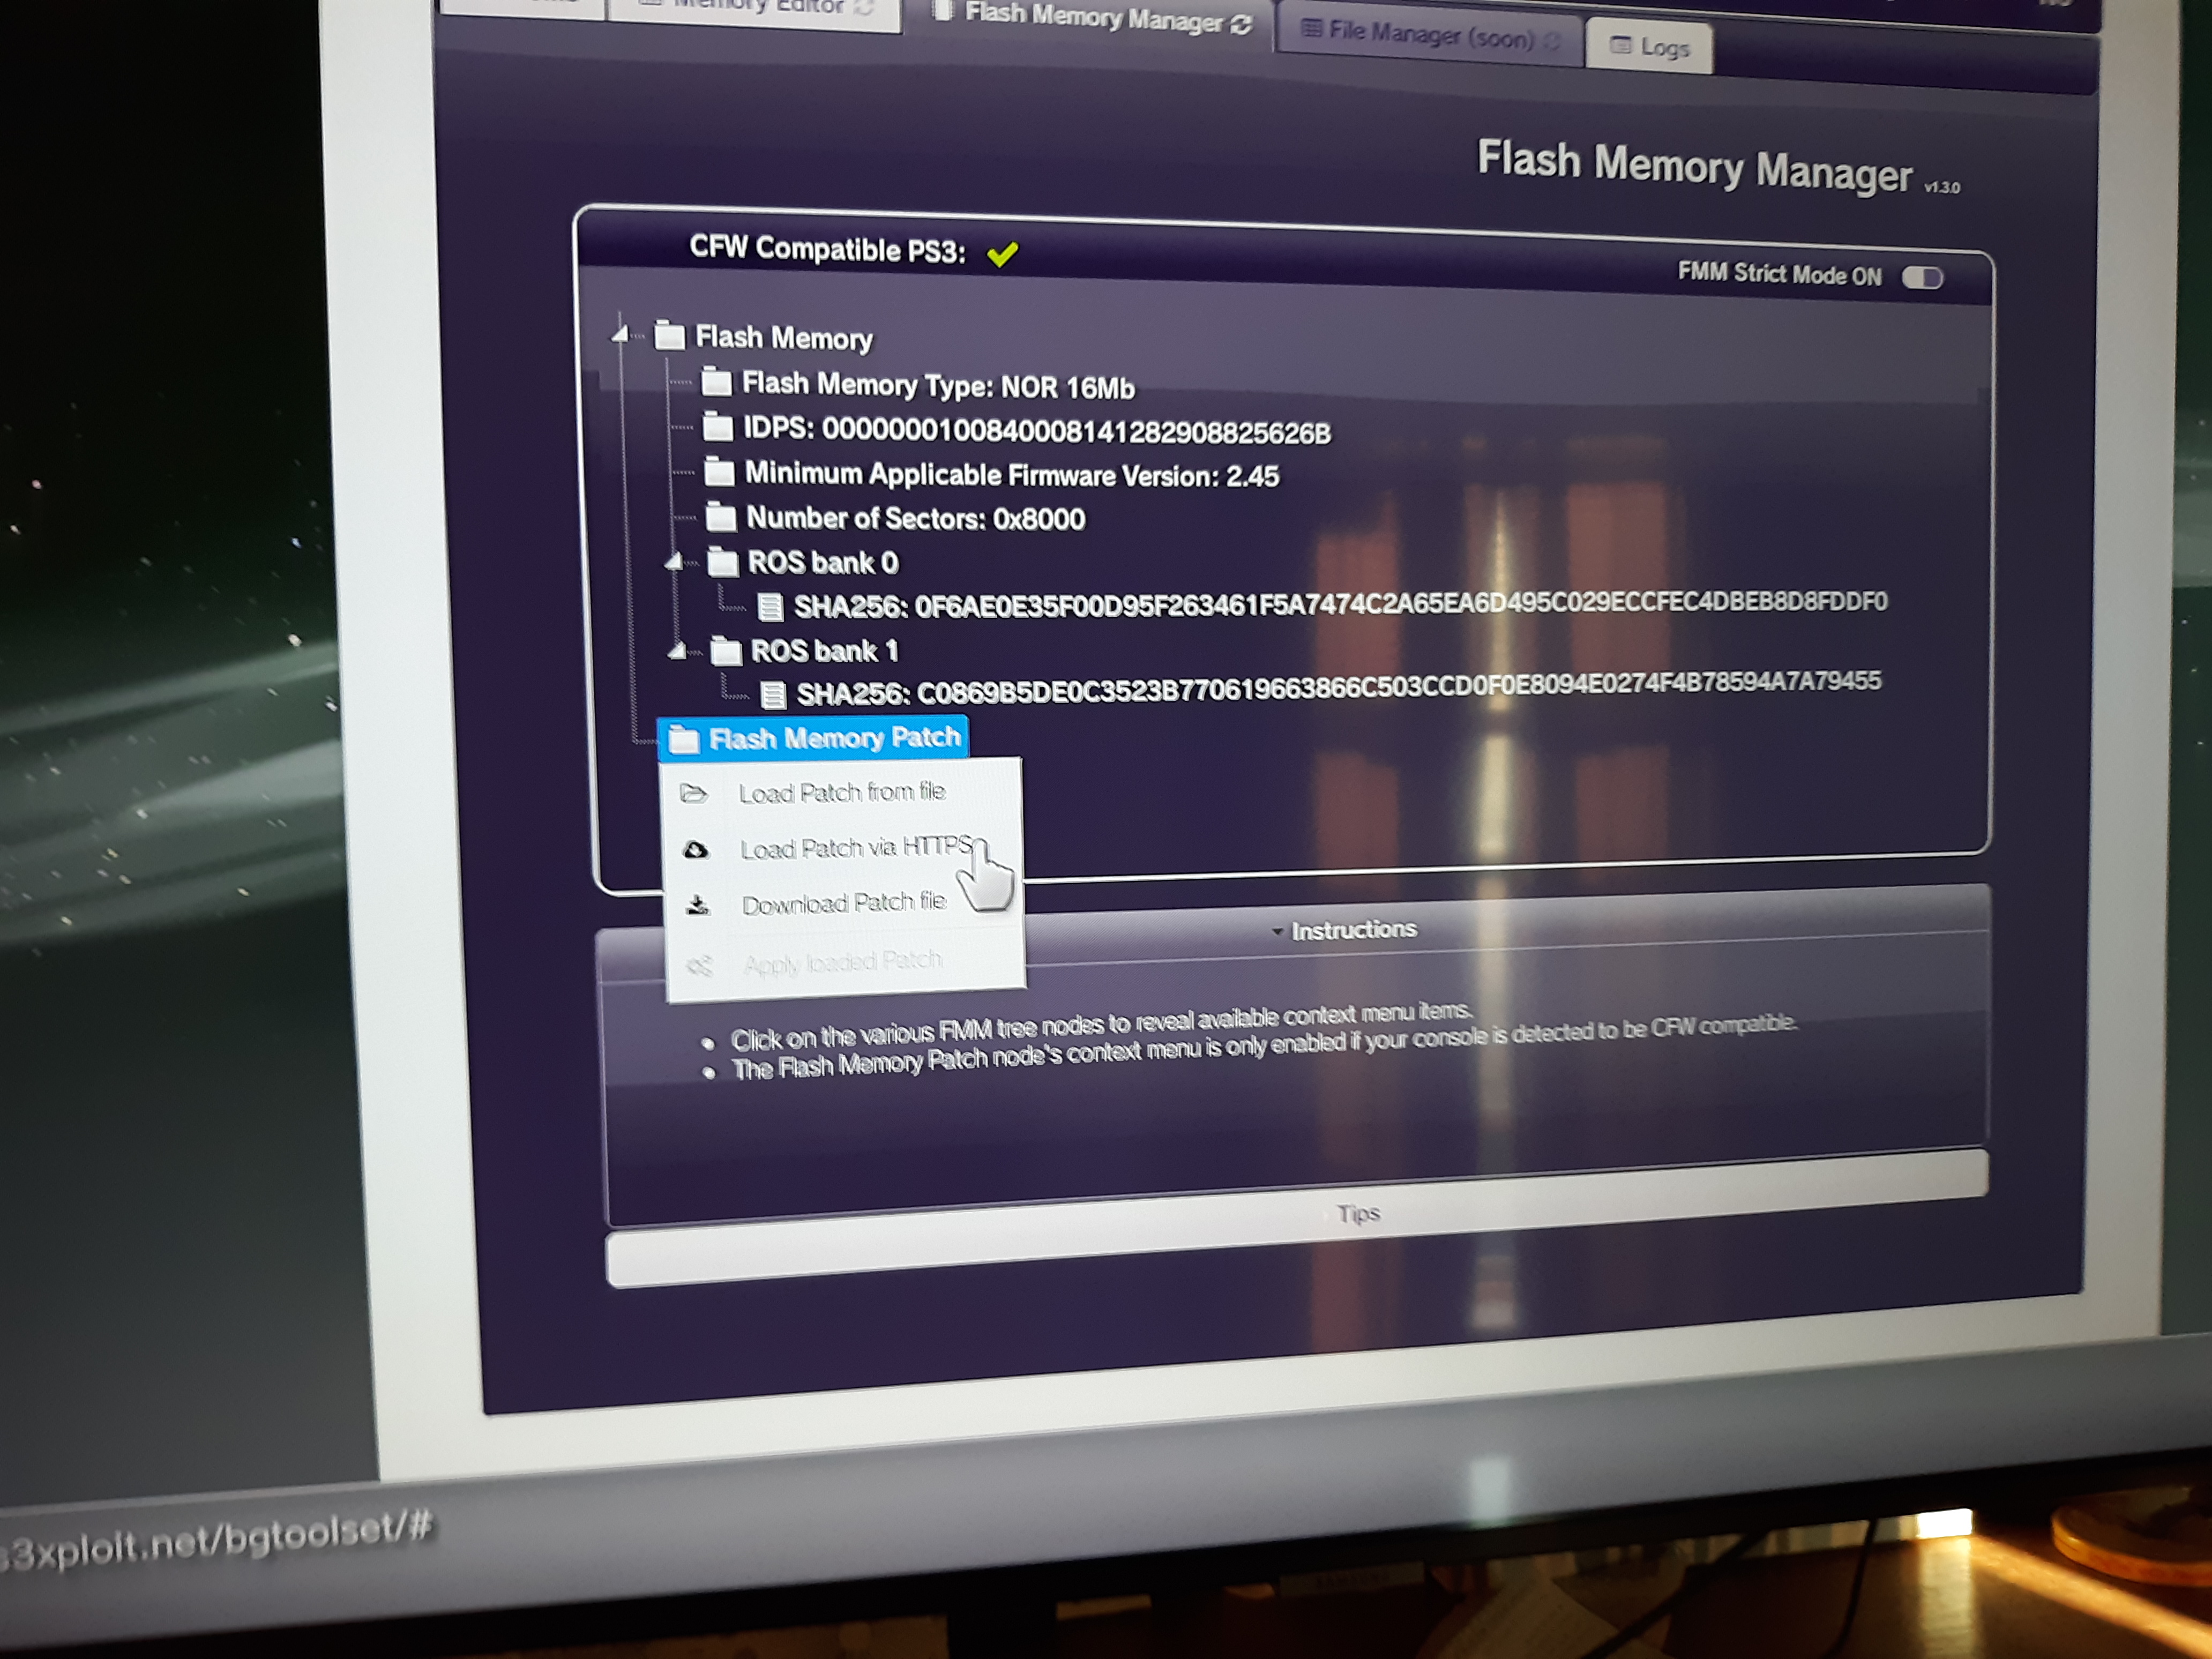 Memory Editor
Flash Memory Manager
File Manager (soon)
Logs
Flash Memory Manager v1.3.0
CFW Compatible PS3:
FMM Strict Mode ON
Flash Memory
Flash Memory Type: NOR 16Mb
IDPS: 0000000100840008141282908825626B
Minimum Applicable Firmware Version: 2.45
Number of Sectors: 0x8000
ROS bank 0
SHA256: 0F6AE0E35F00D95F263461F5A7474C2A65EA6D495C029ECCFEC4DBEB8D8FDDF0
ROS bank 1
SHA256: C0869B5DE0C3523B770619663866C503CCD0F0E8094E0274F4B78594A7A79455
Flash Memory Patch
Load Patch from file
Load Patch via HTTPS
Download Patch file
Apply loaded Patch
Instructions
Click on the various FMM tree nodes to reveal available context menu items.
The Flash Memory Patch node's context menu is only enabled if your console is detected to be CFW compatible.
Tips
s3xploit.net/bgtoolset/#